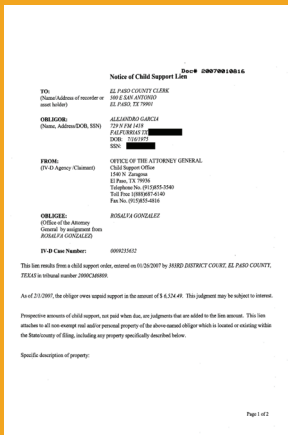 Doc# 20070010816
Notice of Child Support Lien
TO: EL PASO COUNTY CLERK
(Name/Address of recorder or 500 E SAN ANTONIO
asset holder) EL PASO, TX 79901
OBLIGOR: ALEJANDRO GARCIA
(Name, Address/DOB, SSN) 729 N FM 1418
FALFURRIAS TX
DOB: 7/16/1975
SSN:
FROM: OFFICE OF THE ATTORNEY GENERAL
(IV-D Agency /Claimant) Child Support Office
1540 N. Zaragosa
El Paso, TX 79936
Telephone No. (915)855-3540
Toll Free 1(888)687-6140
Fax No. (915)855-4816
OBLIGEE: ROSALVA GONZALEZ
(Office of the Attorney
General by assignment from
ROSALVA GONZALEZ)
IV-D Case Number: 0009235632
This lien results from a child support order, entered on 01/26/2007 by 383RD DISTRICT COURT, EL PASO COUNTY,
TEXAS in tribunal number 2000CM6809.
As of 2/1/2007, the obligor owes unpaid support in the amount of $ 6,524.49. This judgment may be subject to interest.
Prospective amounts of child support, not paid when due, are judgments that are added to the lien amount. This lien
attaches to all non-exempt real and/or personal property of the above-named obligor which is located or existing within
the State/county of filing, including any property specifically described below.
Specific description of property:
Page 1 of 2